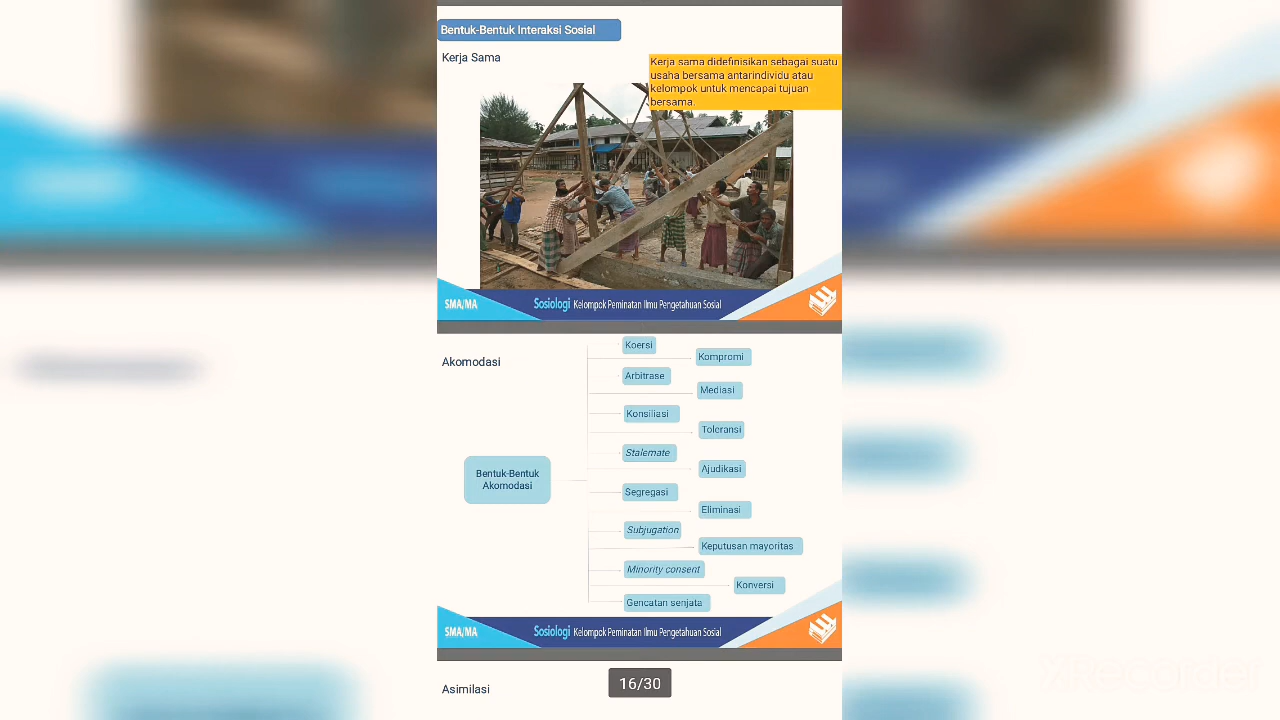 Bentuk-Bentuk Interaksi Sosial
Kerja Sama
Kerja sama didefinisikan sebagai suatu
usaha bersama antarindividu atau
kelompok untuk mencapai tujuan
bersama.
SMA/MA
Sosiologi Kelompok Peminatan Ilmu Pengetahuan Sosial
Akomodasi
Koersi
Kompromi
Arbitrase
Mediasi
Konsiliasi
Toleransi
Stalemate
Ajudikasi
Bentuk-Bentuk
Akomodasi
Segregasi
Eliminasi
Subjugation
Keputusan mayoritas
Minority consent
Konversi
Gencatan senjata
SMA/MA
Sosiologi Kelompok Peminatan Ilmu Pengetahuan Sosial
Asimilasi
16/30
XRecorder